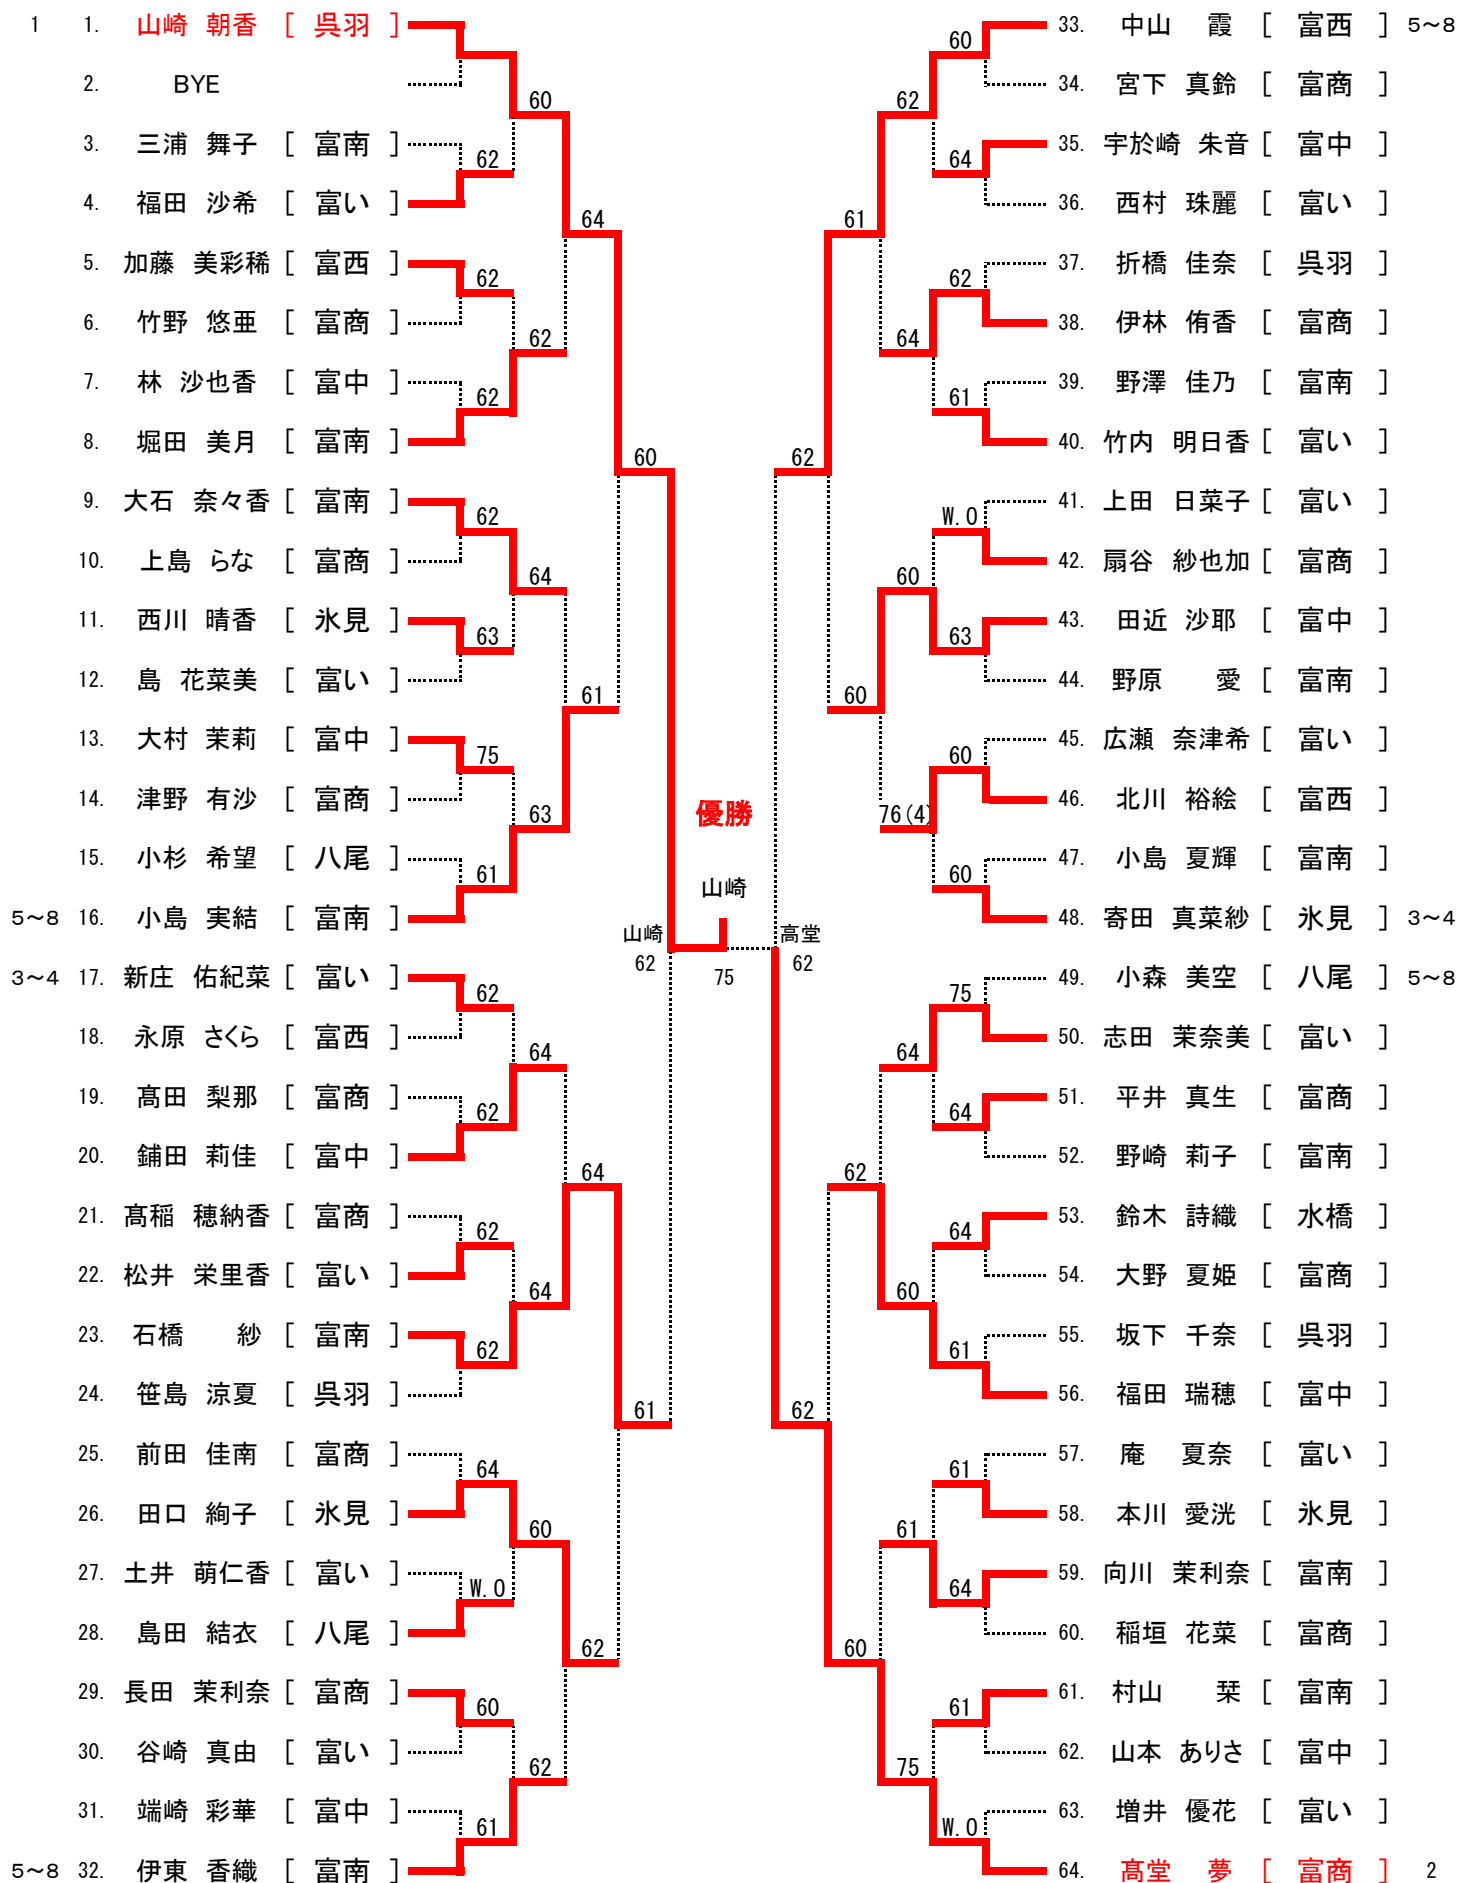 1 1. 山崎 朝香 [ 呉羽 ]
2. BYE
60
3. 三浦 舞子 [ 富南 ]
62
4. 福田 沙希 [ 富い ]
64
5. 加藤 美彩稀 [ 富西 ]
62
6. 竹野 悠亜 [ 富商 ]
62
7. 林 沙也香 [ 富中 ]
62
8. 堀田 美月 [ 富南 ]
60
9. 大石 奈々香 [ 富南 ]
62
10. 上島 らな [ 富商 ]
64
11. 西川 晴香 [ 氷見 ]
63
12. 島 花菜美 [ 富い ]
61
13. 大村 茉莉 [ 富中 ]
75
14. 津野 有沙 [ 富商 ]
63
15. 小杉 希望 [ 八尾 ]
61
5~8 16. 小島 実結 [ 富南 ]
山崎
62
3~4 17. 新庄 佑紀菜 [ 富い ]
62
18. 永原 さくら [ 富西 ]
64
19. 髙田 梨那 [ 富商 ]
62
20. 鋪田 莉佳 [ 富中 ]
64
21. 髙稲 穂納香 [ 富商 ]
62
22. 松井 栄里香 [ 富い ]
64
23. 石橋 紗 [ 富南 ]
62
24. 笹島 涼夏 [ 呉羽 ]
61
25. 前田 佳南 [ 富商 ]
64
26. 田口 絢子 [ 氷見 ]
60
27. 土井 萌仁香 [ 富い ]
W.O
28. 島田 結衣 [ 八尾 ]
62
29. 長田 茉利奈 [ 富商 ]
60
30. 谷崎 真由 [ 富い ]
62
31. 端崎 彩華 [ 富中 ]
61
5~8 32. 伊東 香織 [ 富南 ]
優勝
山崎
75
33. 中山 霞 [ 富西 ] 5~8
60
34. 宮下 真鈴 [ 富商 ]
62
35. 宇於崎 朱音 [ 富中 ]
64
36. 西村 珠麗 [ 富い ]
61
37. 折橋 佳奈 [ 呉羽 ]
62
38. 伊林 侑香 [ 富商 ]
64
39. 野澤 佳乃 [ 富南 ]
61
40. 竹内 明日香 [ 富い ]
62
41. 上田 日菜子 [ 富い ]
W.O
42. 扇谷 紗也加 [ 富商 ]
60
43. 田近 沙耶 [ 富中 ]
63
44. 野原 愛 [ 富南 ]
60
45. 広瀬 奈津希 [ 富い ]
60
46. 北川 裕絵 [ 富西 ]
76(4)
47. 小島 夏輝 [ 富南 ]
60
48. 寄田 真菜紗 [ 氷見 ] 3~4
高堂
62
49. 小森 美空 [ 八尾 ] 5~8
75
50. 志田 茉奈美 [ 富い ]
64
51. 平井 真生 [ 富商 ]
64
52. 野崎 莉子 [ 富南 ]
62
53. 鈴木 詩織 [ 水橋 ]
64
54. 大野 夏姫 [ 富商 ]
60
55. 坂下 千奈 [ 呉羽 ]
61
56. 福田 瑞穂 [ 富中 ]
62
57. 庵 夏奈 [ 富い ]
61
58. 本川 愛洸 [ 氷見 ]
61
59. 向川 茉利奈 [ 富南 ]
64
60. 稲垣 花菜 [ 富商 ]
60
61. 村山 栞 [ 富南 ]
61
62. 山本 ありさ [ 富中 ]
75
63. 増井 優花 [ 富い ]
W.O
64. 髙堂 夢 [ 富商 ] 2